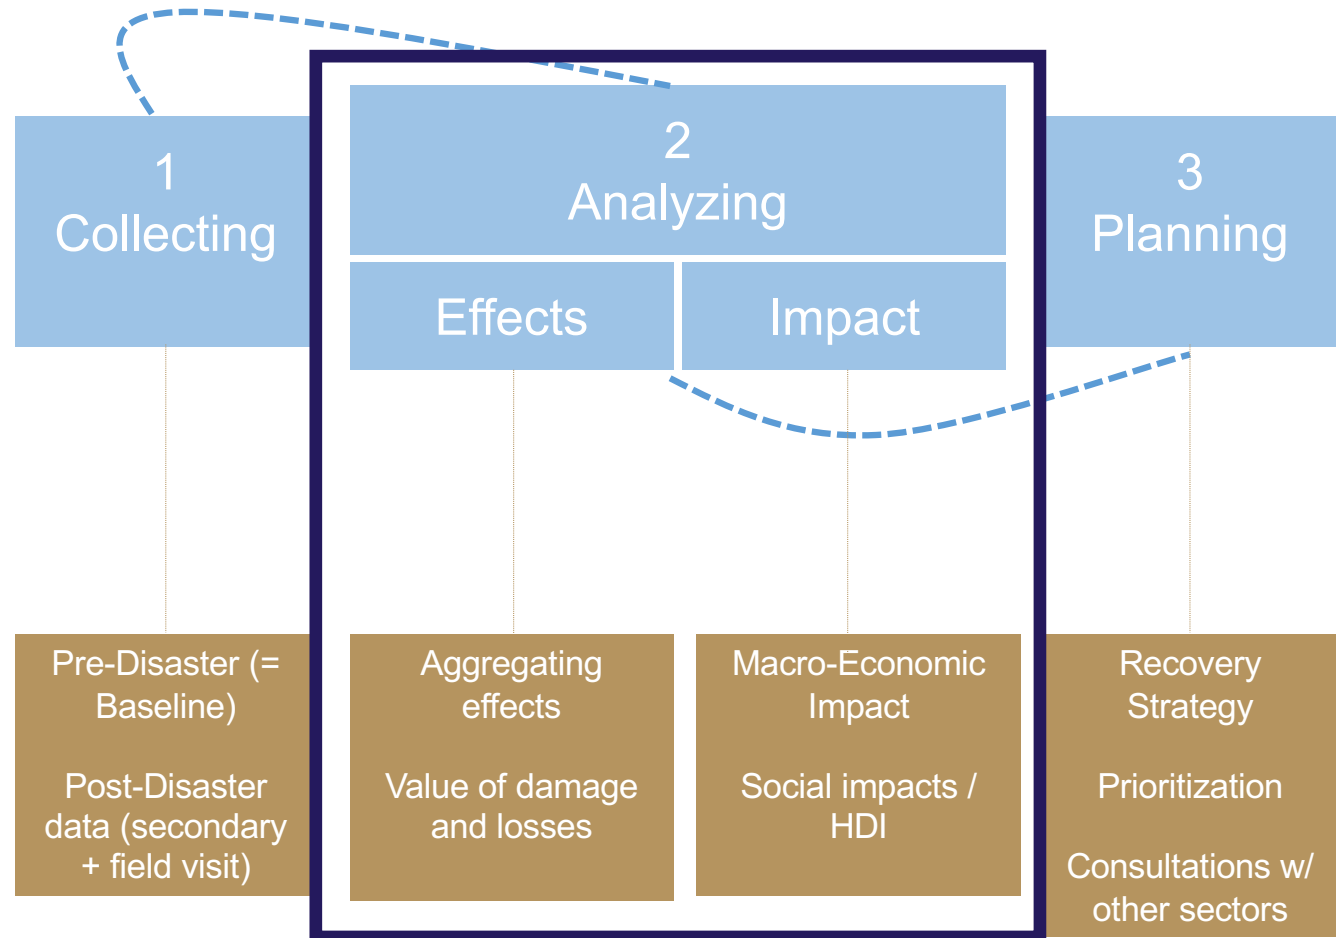 1
Collecting
2
Analyzing
Effects
Impact
3
Planning
Pre-Disaster (=
Baseline)
Post-Disaster
data (secondary
+ field visit)
Aggregating
effects
Value of damage
and losses
Macro-Economic
Impact
Social impacts /
HDI
Recovery
Strategy
Prioritization
Consultations w/
other sectors